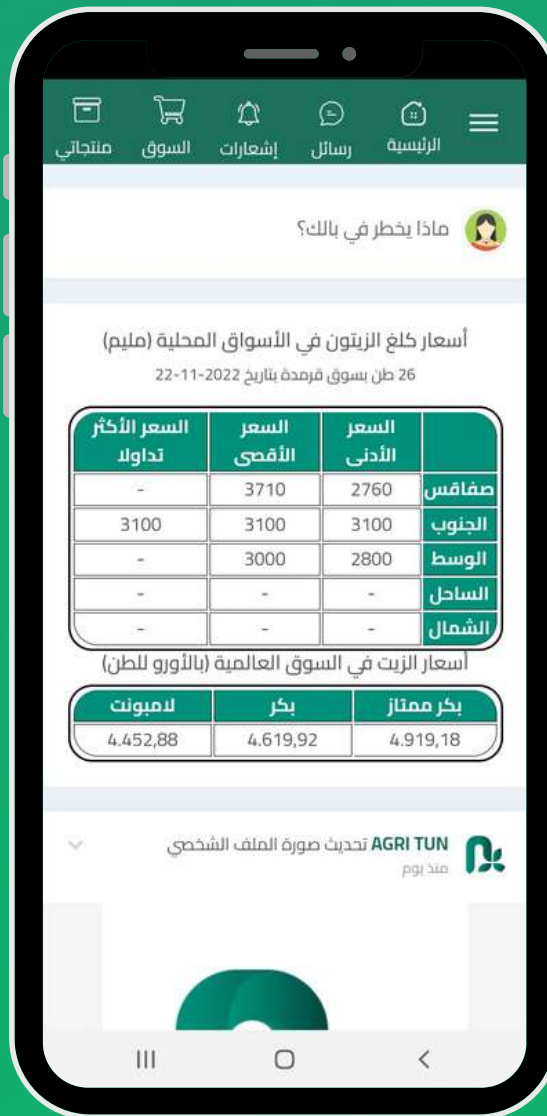 الرئيسية رسائل إشعارات السوق منتجاتي
ماذا يخطر في بالك؟
أسعار كلغ الزيتون في الأسواق المحلية (مليم)
26 طن بسوق قرمدة بتاريخ 2022-11-22
السعر الأدنى السعر الأقصى السعر الأكثر تداولا
صفاقس 2760 3710 -
الجنوب 3100 3100 3100
الوسط 2800 3000 -
الساحل - - -
الشمال - - -
أسعار الزيت في السوق العالمية (بالأورو للطن)
بكر ممتاز بكر لامبونت
4.919,18 4.619,92 4.452,88
AGRI TUN تحديث صورة الملف الشخصي
منذ يوم